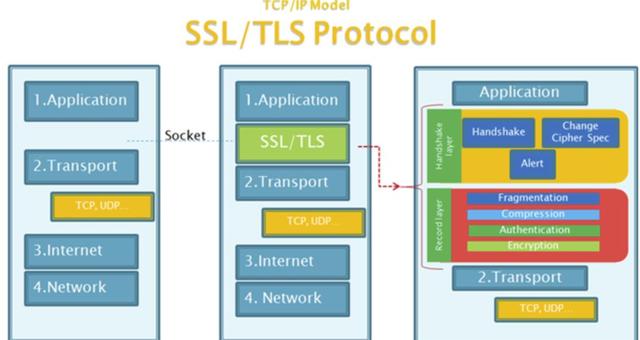 TCP/IP Model
SSL/TLS Protocol
1.Application
2.Transport
TCP, UDP...
3.Internet
4.Network
Socket
1.Application
SSL/TLS
2.Transport
TCP, UDP...
3.Internet
4. Network
Application
Handshake
layer
Handshake
Change
Cipher Spec
Alert
Record layer
Fragmentation
Compression
Authentication
Encryption
2.Transport
TCP, UDP...